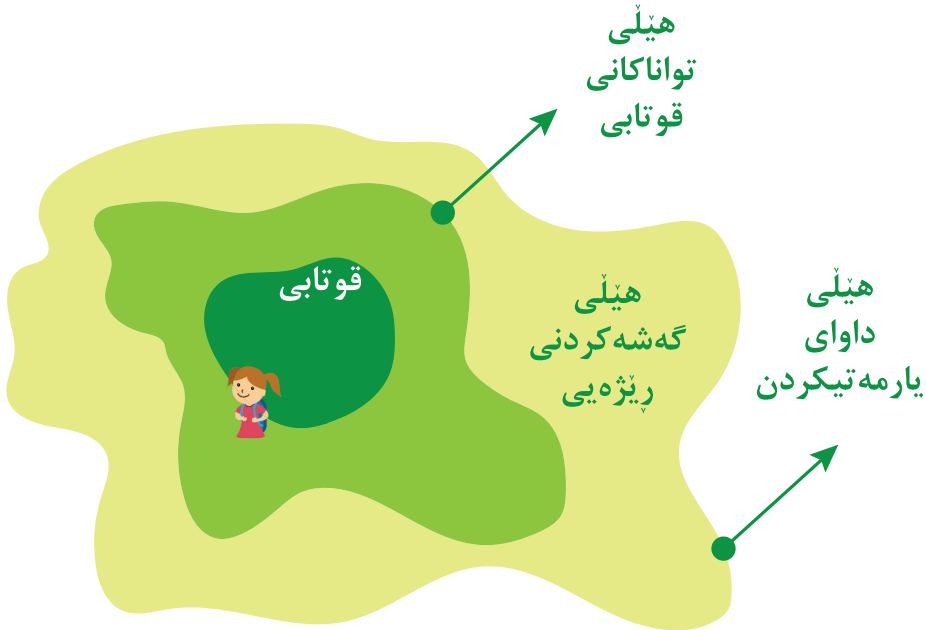 هێڵی
تواناکانی
قوتابی
قوتابی
هێڵی
گەشەکردنی
ڕێژەیی
هێڵی
داوای
یارمەتیکردن